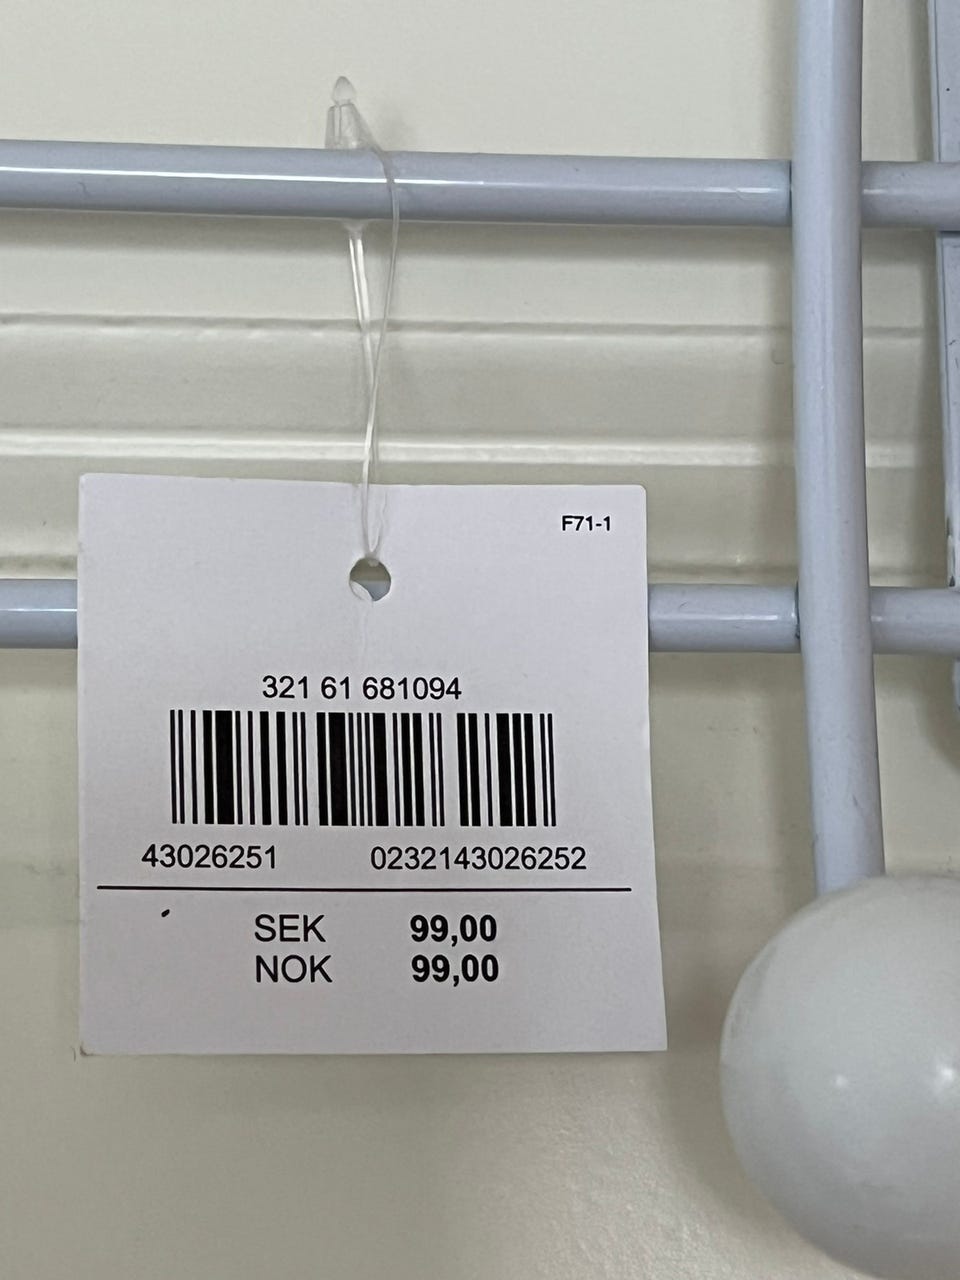 F71-1
321 61 681094
43026251 0232143026252
SEK 99,00
NOK 99,00